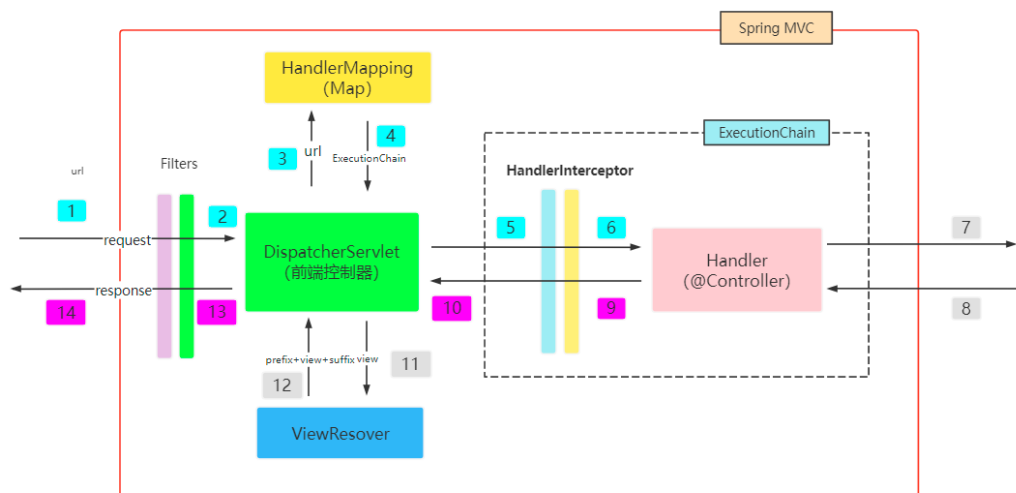 Spring MVC
HandlerMapping
(Map)
3
url
4
ExecutionChain
ExecutionChain
HandlerInterceptor
Filters
url
1
request
2
DispatcherServlet
(前端控制器)
5
6
Handler
(@Controller)
7
response
14
13
10
9
8
prefix+view+suffix
view
12
11
ViewResover